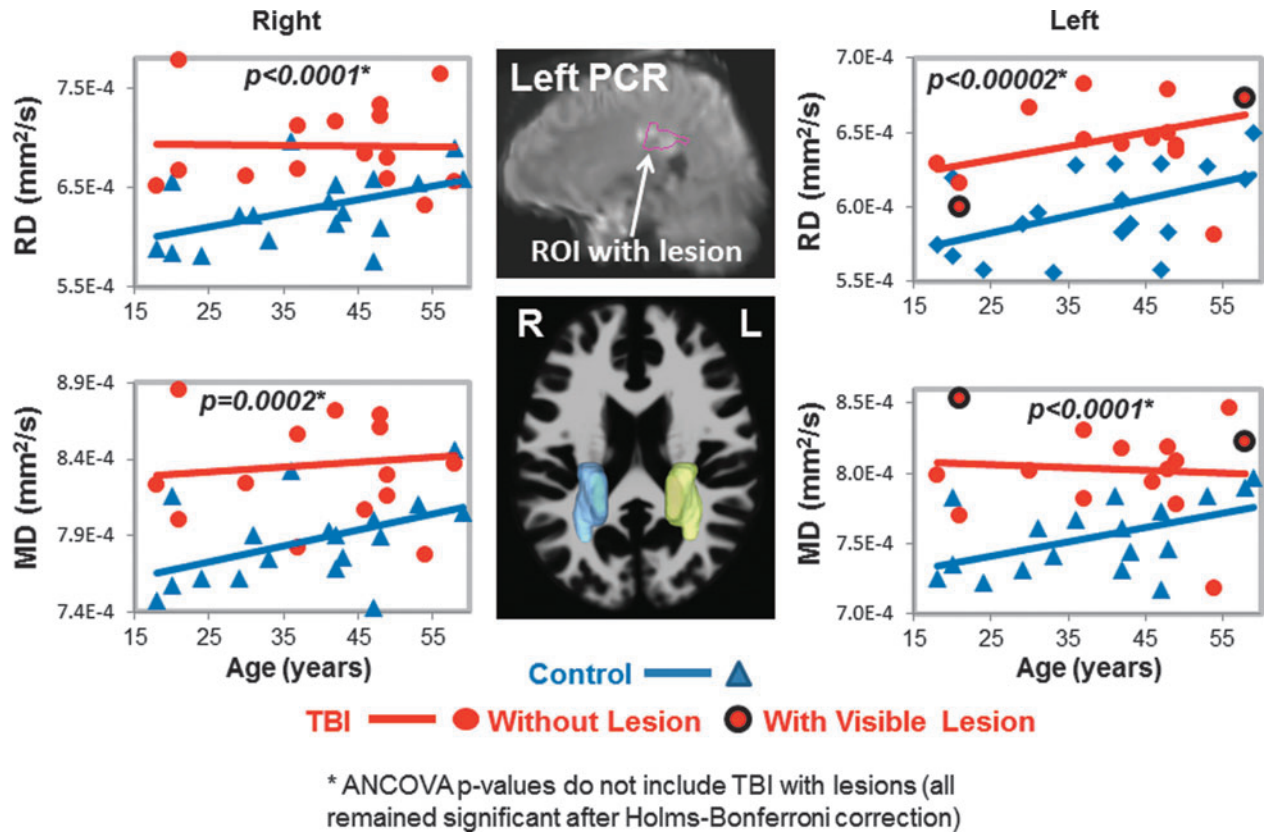 Right
Left
RD (mm²/s)
7.5E-4
6.5E-4
5.5E-4
p<0.0001*
15 25 35 45 55
Left PCR
ROI with lesion
RD (mm²/s)
7.0E-4
6.5E-4
6.0E-4
5.5E-4
p<0.00002*
15 25 35 45 55
MD (mm²/s)
8.9E-4
8.4E-4
7.9E-4
7.4E-4
p=0.0002*
15 25 35 45 55
Age (years)
R L
MD (mm²/s)
8.5E-4
8.0E-4
7.5E-4
7.0E-4
p<0.0001*
15 25 35 45 55
Age (years)
Control
TBI Without Lesion With Visible Lesion
* ANCOVA p-values do not include TBI with lesions (all
remained significant after Holms-Bonferroni correction)